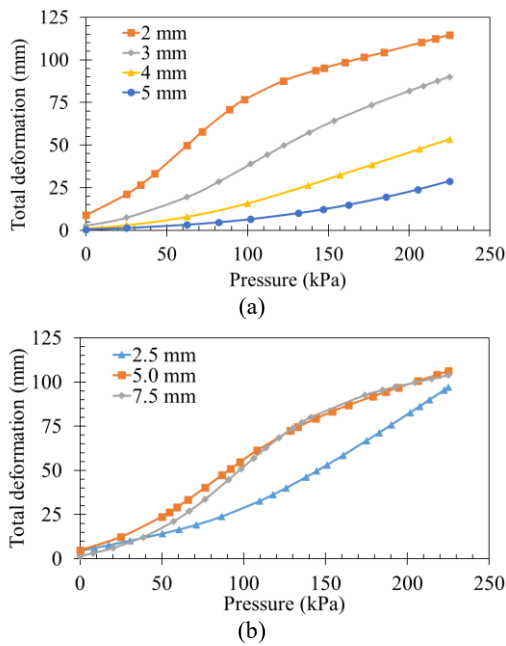 125
100
75
50
25
0
Total deformation (mm)
2 mm
3 mm
4 mm
5 mm
0 50 100 150 200 250
Pressure (kPa)
(a)
125
100
75
50
25
0
Total deformation (mm)
2.5 mm
5.0 mm
7.5 mm
0 50 100 150 200 250
Pressure (kPa)
(b)